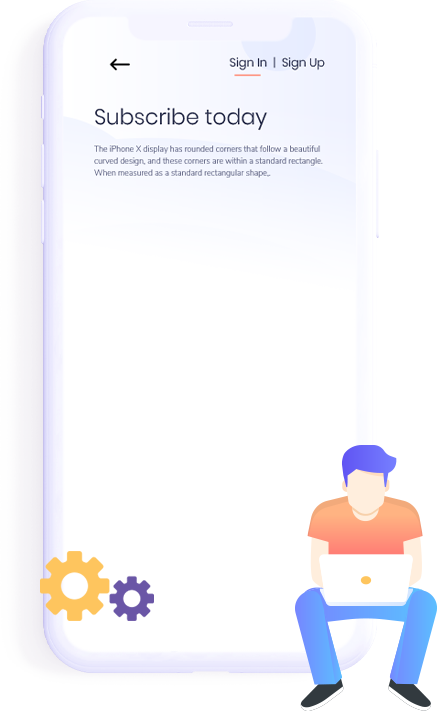 Sign In | Sign Up
Subscribe today
The iPhone X display has rounded corners that follow a beautiful
curved design, and these corners are within a standard rectangle.
When measured as a standard rectangular shape,.